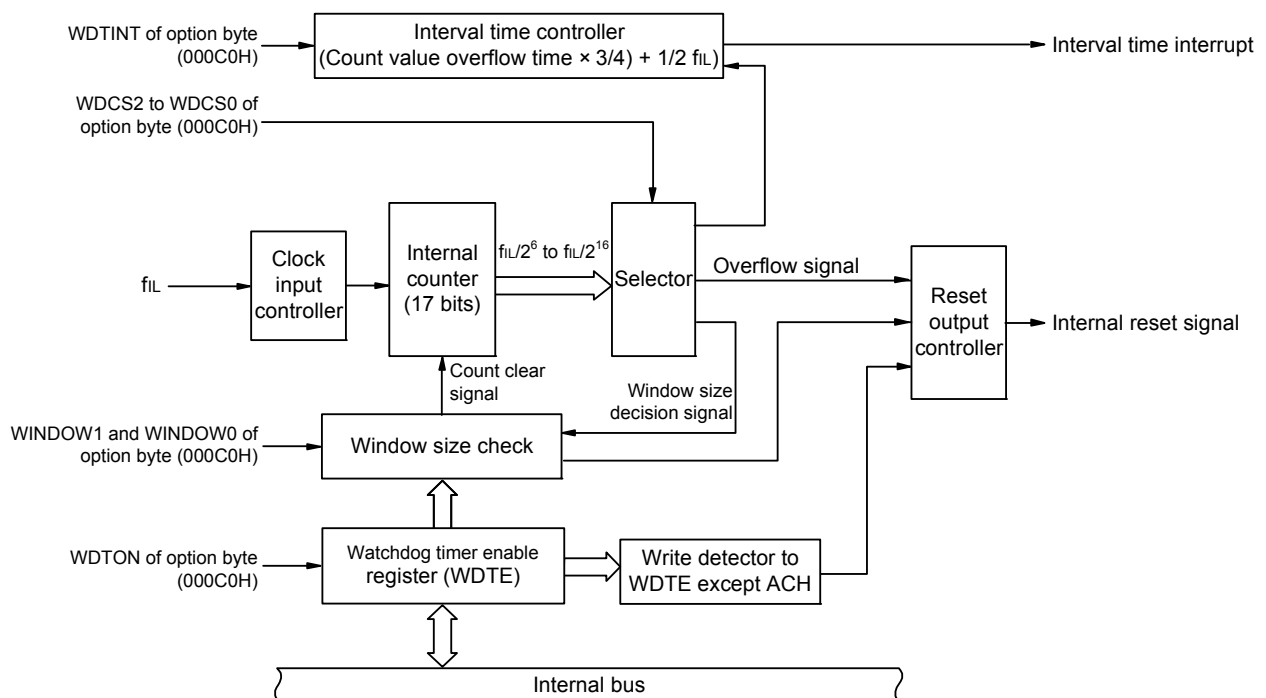 WDTINT of option byte
(000C0H)
Interval time controller
(Count value overflow time × 3/4) + 1/2 fIL)
Interval time interrupt
WDCS2 to WDCS0 of
option byte (000C0H)
fIL
Clock
input
controller
Internal
counter
(17 bits)
fIL/2⁶ to fIL/2¹⁶
Selector
Overflow signal
Reset
output
controller
Internal reset signal
Count clear
signal
Window size
decision signal
WINDOW1 and WINDOW0 of
option byte (000C0H)
Window size check
WDTON of option byte
(000C0H)
Watchdog timer enable
register (WDTE)
Write detector to
WDTE except ACH
Internal bus